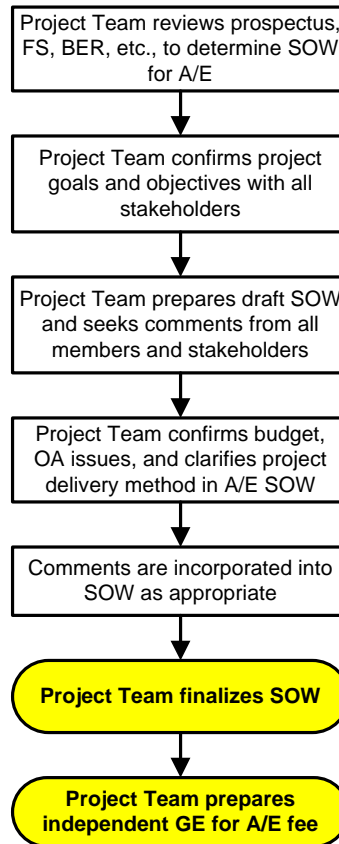 Project Team reviews prospectus,
FS, BER, etc., to determine SOW
for A/E
Project Team confirms project
goals and objectives with all
stakeholders
Project Team prepares draft SOW
and seeks comments from all
members and stakeholders
Project Team confirms budget,
OA issues, and clarifies project
delivery method in A/E SOW
Comments are incorporated into
SOW as appropriate
Project Team finalizes SOW
Project Team prepares
independent GE for A/E fee